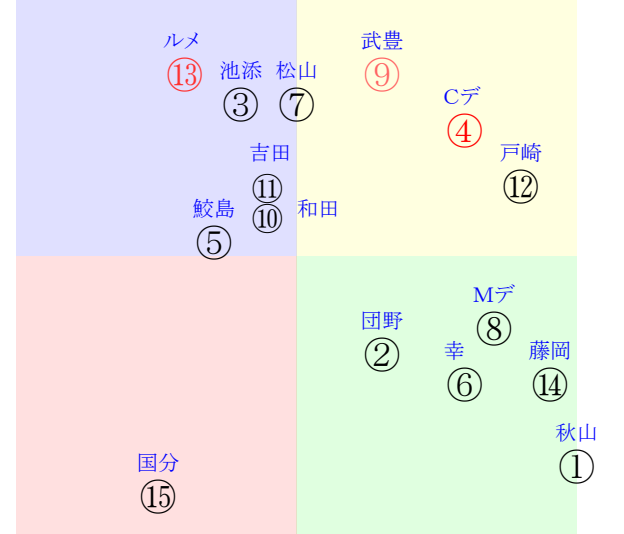 ルメ
⑬
武豊
⑨
池添
③
松山
⑦
Cデ
④
戸崎
⑫
吉田
⑪
⑩
和田
鮫島
⑤
Mデ
⑧
団野
②
幸
⑥
藤岡
⑭
秋山
①
国分
⑮